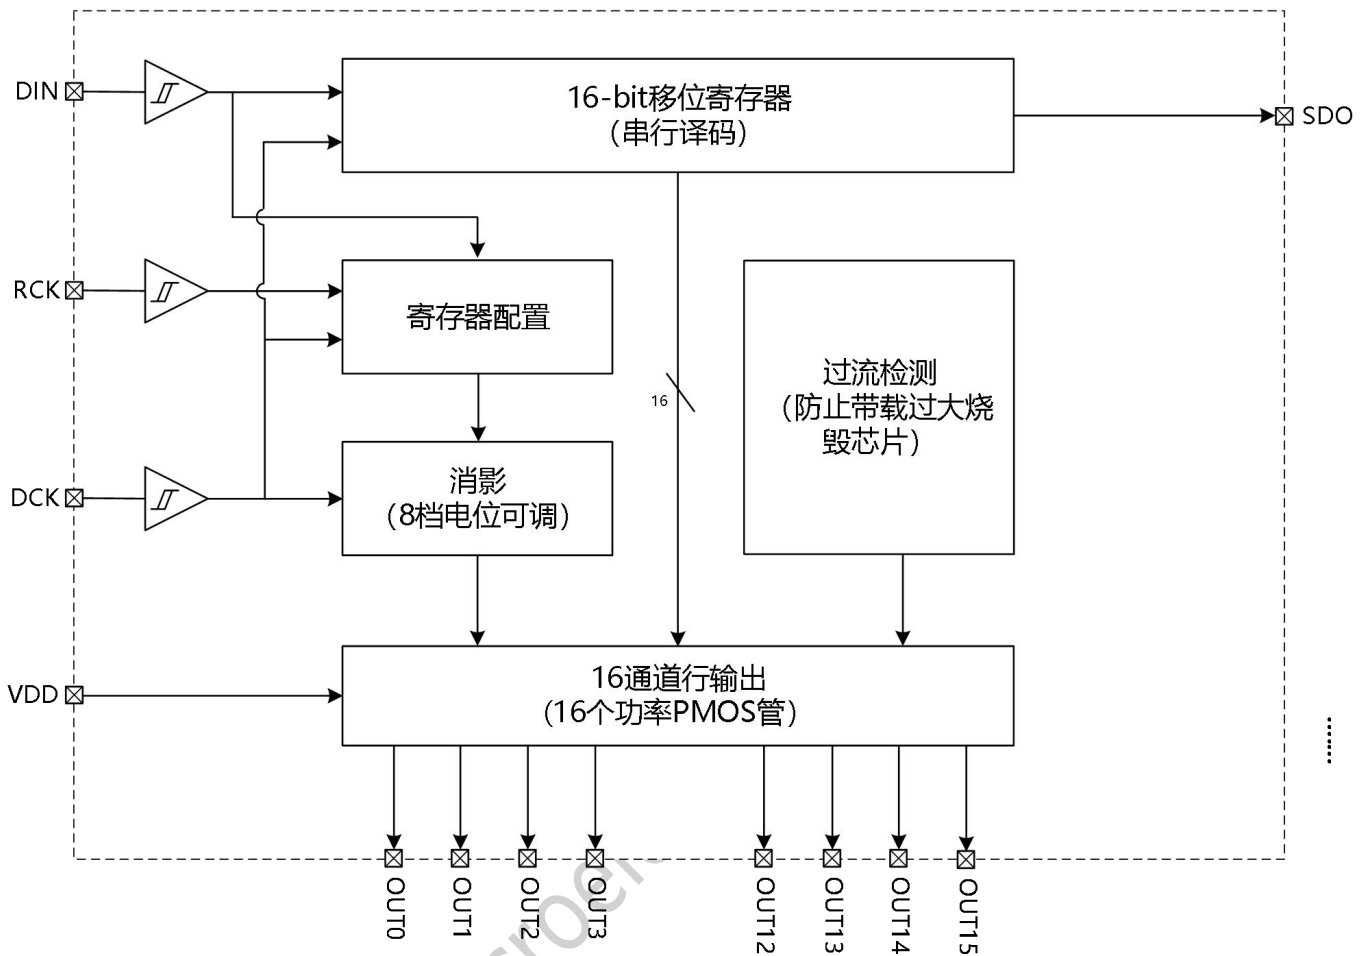 DIN
16-bit移位寄存器
（串行译码）
SDO
RCK
寄存器配置
过流检测
（防止带载过大烧
毁芯片）
16
DCK
消影
（8档电位可调）
VDD
16通道行输出
（16个功率PMOS管）
......
OUT0
OUT1
OUT2
OUT3
OUT12
OUT13
OUT14
OUT15